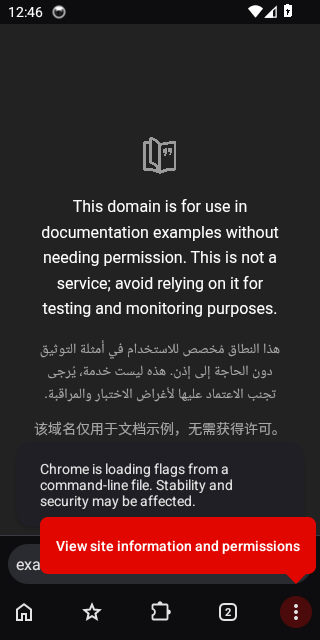 12:46
This domain is for use in
documentation examples without
needing permission. This is not a
service; avoid relying on it for
testing and monitoring purposes.
هذا النطاق مُخصص للاستخدام في أمثلة التوثيق
دون الحاجة إلى إذن. هذه ليست خدمة، يُرجى
تجنب الاعتماد عليها لأغراض الاختبار والمراقبة.
该域名仅用于文档示例，无需获得许可。
Chrome is loading flags from a
command-line file. Stability and
security may be affected.
View site information and permissions
exa
2